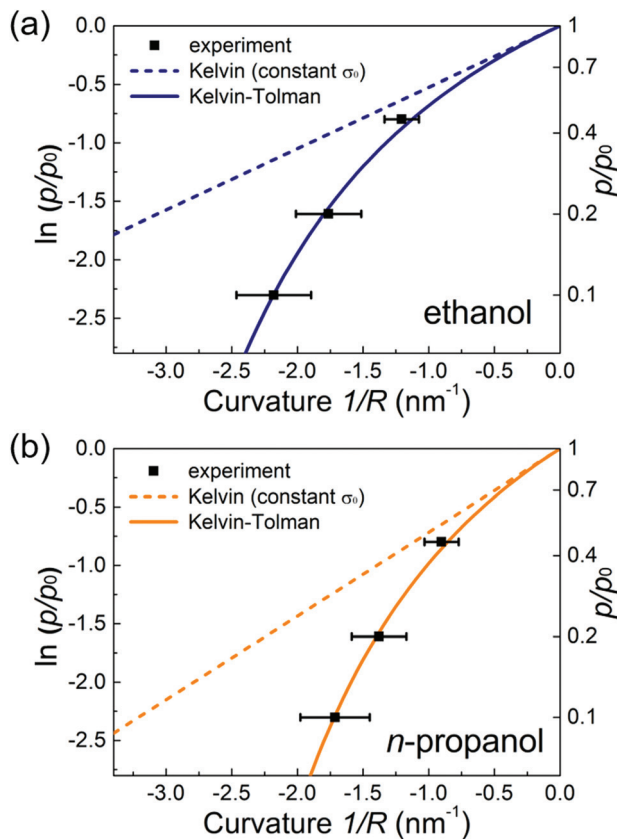 (a)
0.0
-0.5
-1.0
-1.5
-2.0
-2.5
ln (p/p₀)
experiment
Kelvin (constant σ₀)
Kelvin-Tolman
ethanol
1
0.7
0.4
0.2
0.1
p/p₀
-3.0 -2.5 -2.0 -1.5 -1.0 -0.5 0.0
Curvature 1/R (nm⁻¹)
(b)
0.0
-0.5
-1.0
-1.5
-2.0
-2.5
ln (p/p₀)
experiment
Kelvin (constant σ₀)
Kelvin-Tolman
n-propanol
1
0.7
0.4
0.2
0.1
p/p₀
-3.0 -2.5 -2.0 -1.5 -1.0 -0.5 0.0
Curvature 1/R (nm⁻¹)